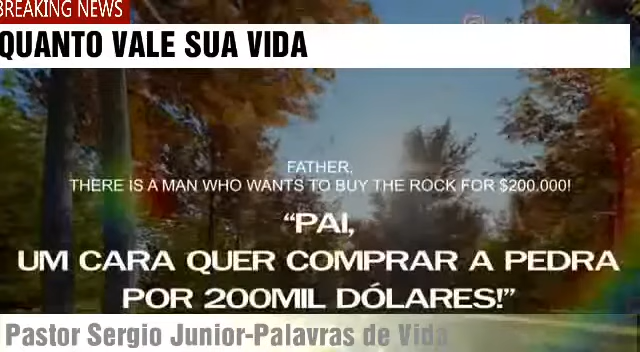 BREAKING NEWS
QUANTO VALE SUA VIDA
FATHER,
THERE IS A MAN WHO WANTS TO BUY THE ROCK FOR $200.000!
“PAI,
UM CARA QUER COMPRAR A PEDRA
POR 200MIL DÓLARES!”
Pastor Sergio Junior-Palavras de Vida